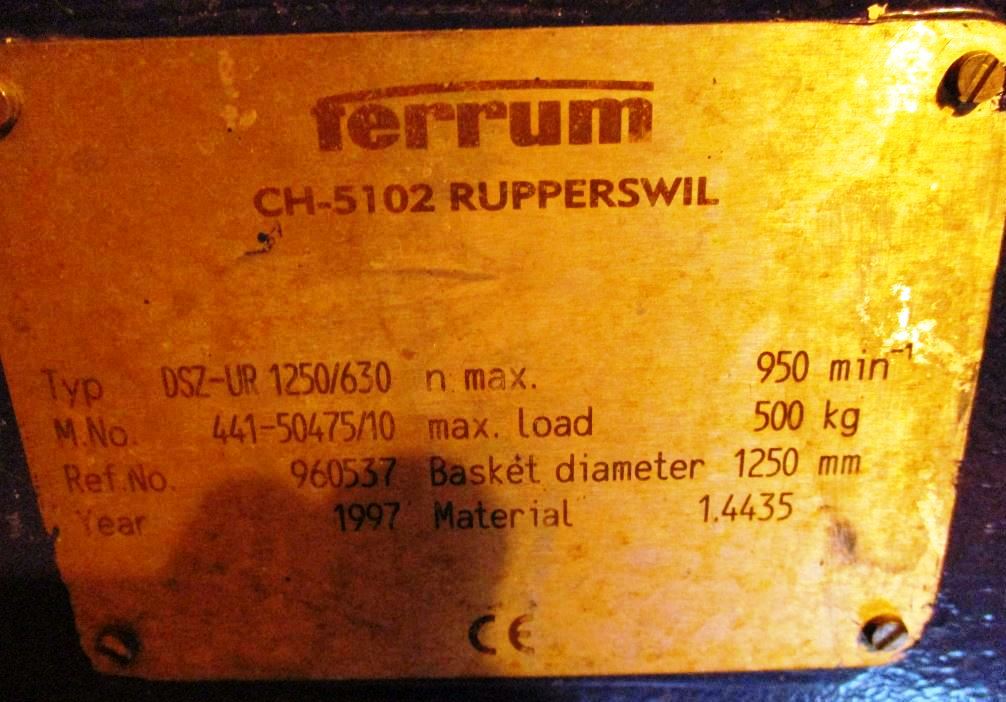 ferrum
CH-5102 RUPPERSWIL
Typ DSZ-UR 1250/630 n max. 950 min⁻¹
M.No. 441-50475/10 max. load 500 kg
Ref.No. 960537 Basket diameter 1250 mm
Year 1997 Material 1.4435
CE